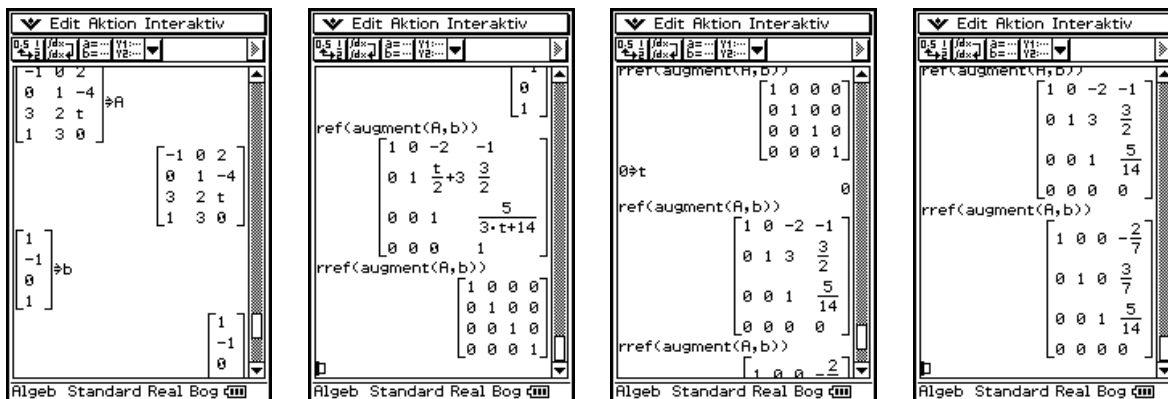 Edit Aktion Interaktiv
-1 0 2
0 1 -4
3 2 t
1 3 0
⇒A
-1 0 2
0 1 -4
3 2 t
1 3 0
1
-1
0
1
⇒b
1
-1
0
Algeb Standard Real Bog
Edit Aktion Interaktiv
0
1
ref(augment(A,b))
1 0 -2 -1
0 1 t/2+3 3/2
0 0 1 5/(3·t+14)
0 0 0 1
rref(augment(A,b))
1 0 0 0
0 1 0 0
0 0 1 0
0 0 0 1
Algeb Standard Real Bog
Edit Aktion Interaktiv
rref(augment(A,b))
1 0 0 0
0 1 0 0
0 0 1 0
0 0 0 1
0⇒t
0
ref(augment(A,b))
1 0 -2 -1
0 1 3 3/2
0 0 1 5/14
0 0 0 0
rref(augment(A,b))
1 0 0 -2
Algeb Standard Real Bog
Edit Aktion Interaktiv
ref(augment(A,b))
1 0 -2 -1
0 1 3 3/2
0 0 1 5/14
0 0 0 0
rref(augment(A,b))
1 0 0 -2/7
0 1 0 3/7
0 0 1 5/14
0 0 0 0
Algeb Standard Real Bog